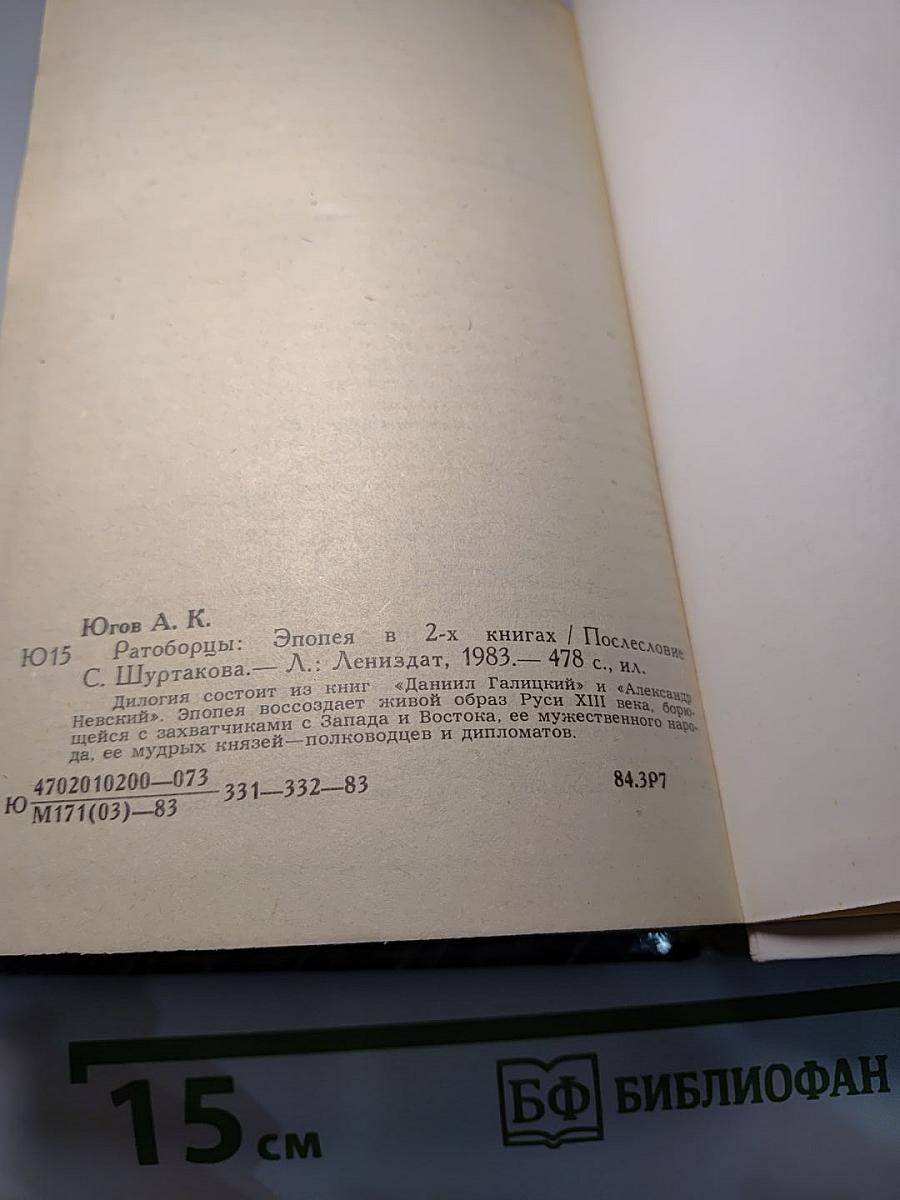 Югов А. К.
Ю15 Ратоборцы: Эпопея в 2-х книгах / Послесловие
С. Шуртакова.— Л.: Лениздат, 1983.— 478 с., ил.
Дилогия состоит из книг «Даниил Галицкий» и «Александр
Невский». Эпопея воссоздает живой образ Руси XIII века, борю-
щейся с захватчиками с Запада и Востока, ее мужественного наро-
да, ее мудрых князей—полководцев и дипломатов.
4702010200—073
Ю 331—332—83 84.3Р7
М171(03)—83
15 см БФ БИБЛИОФАН